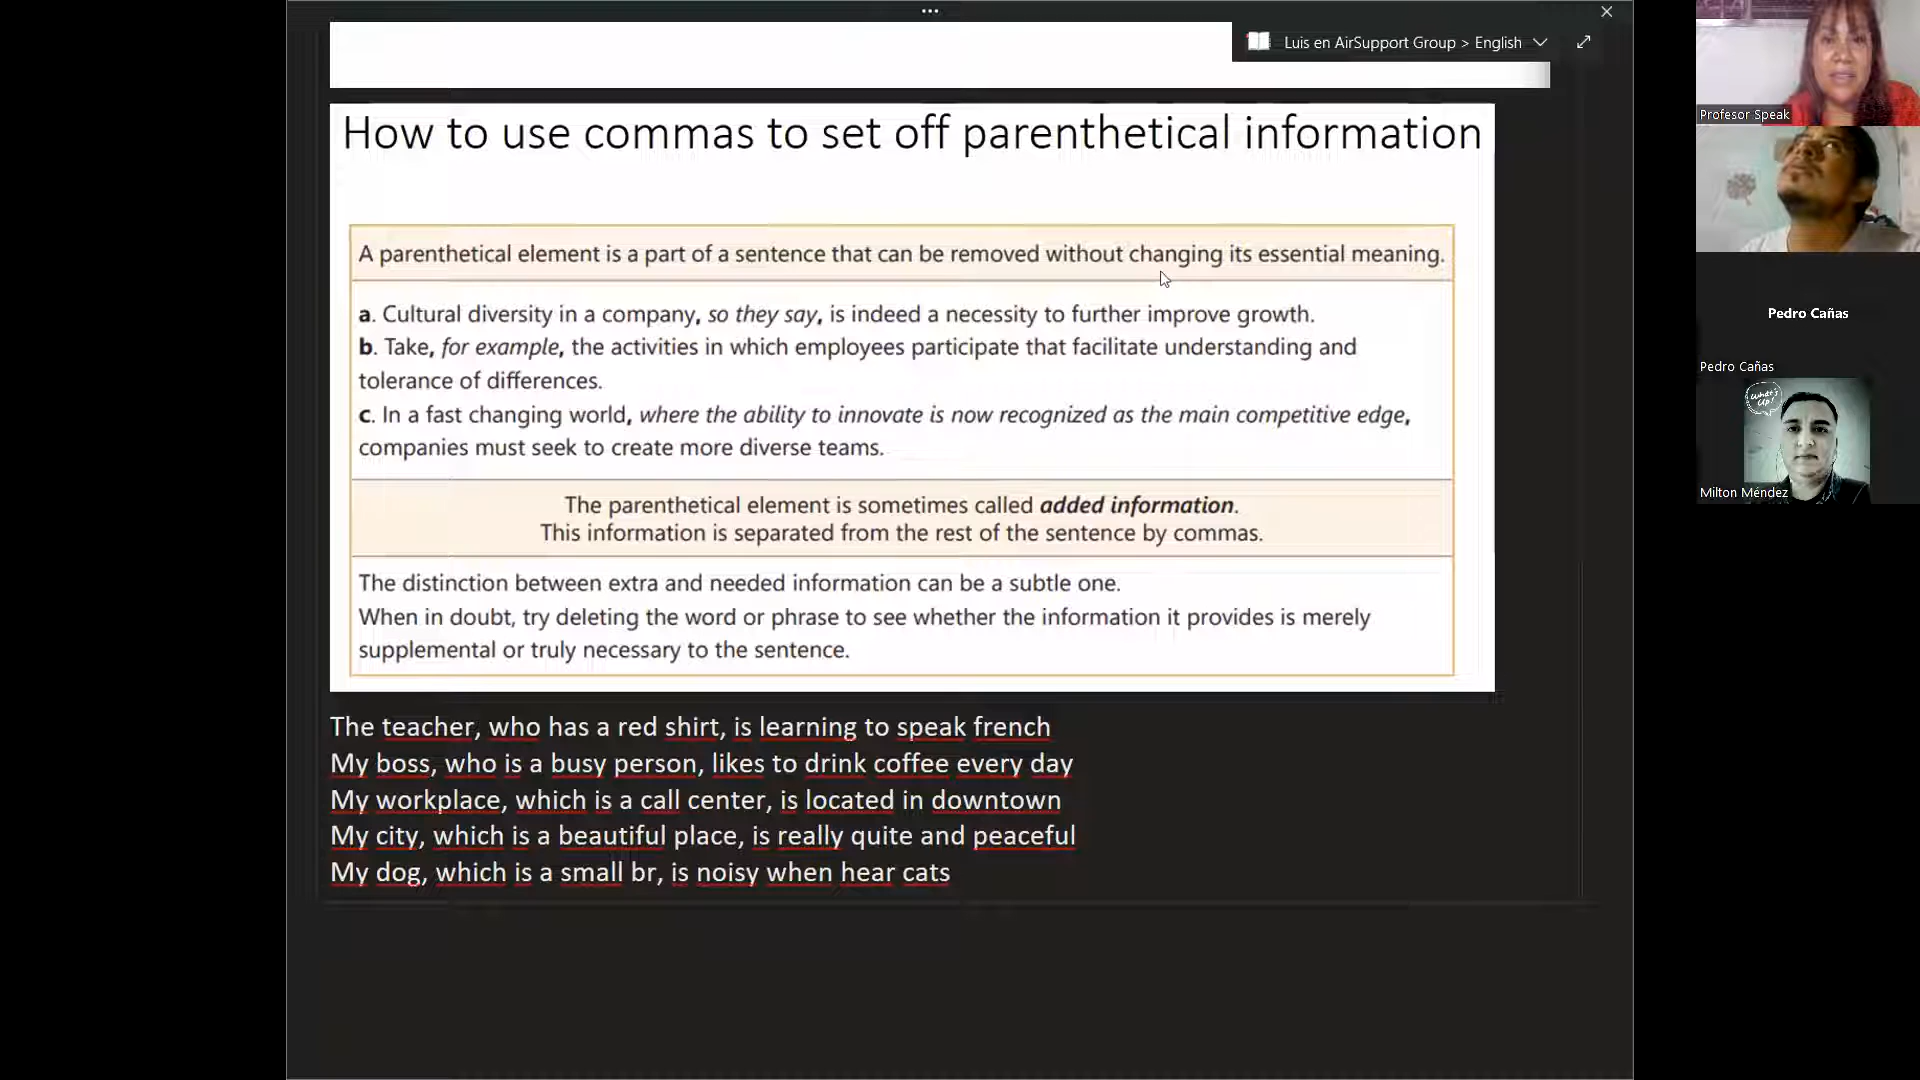 ...
Luis en AirSupport Group > English
How to use commas to set off parenthetical information
A parenthetical element is a part of a sentence that can be removed without changing its essential meaning.
a. Cultural diversity in a company, so they say, is indeed a necessity to further improve growth.
b. Take, for example, the activities in which employees participate that facilitate understanding and
tolerance of differences.
c. In a fast changing world, where the ability to innovate is now recognized as the main competitive edge,
companies must seek to create more diverse teams.
The parenthetical element is sometimes called added information.
This information is separated from the rest of the sentence by commas.
The distinction between extra and needed information can be a subtle one.
When in doubt, try deleting the word or phrase to see whether the information it provides is merely
supplemental or truly necessary to the sentence.
The teacher, who has a red shirt, is learning to speak french
My boss, who is a busy person, likes to drink coffee every day
My workplace, which is a call center, is located in downtown
My city, which is a beautiful place, is really quite and peaceful
My dog, which is a small br, is noisy when hear cats
Profesor Speak
Pedro Cañas
Pedro Cañas
What's
Up!
Milton Méndez